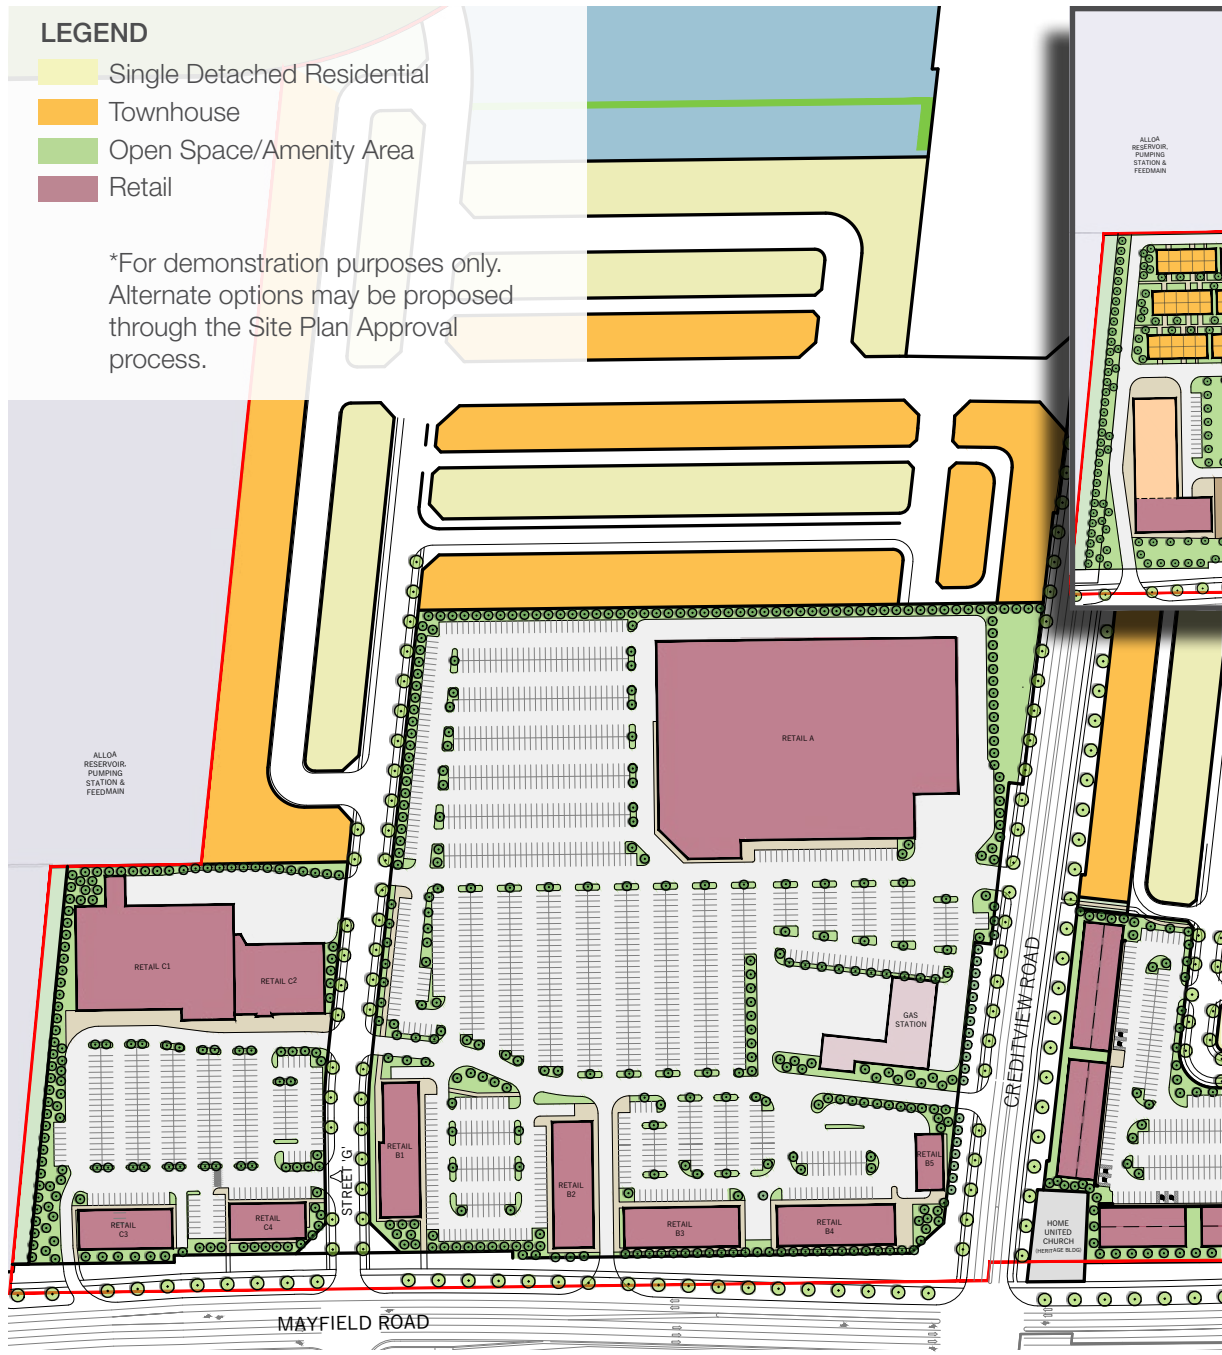 LEGEND
Single Detached Residential
Townhouse
Open Space/Amenity Area
Retail
*For demonstration purposes only.
Alternate options may be proposed
through the Site Plan Approval
process.
ALLOA
RESERVOIR,
PUMPING
STATION &
FEEDMAIN
RETAIL A
ALLOA
RESERVOIR,
PUMPING
STATION &
FEEDMAIN
RETAIL C1
RETAIL C2
GAS
STATION
CREDITVIEW ROAD
RETAIL
B1
RETAIL
B5
STREET 'G'
RETAIL
B2
RETAIL
C3
RETAIL
C4
RETAIL
B3
RETAIL
B4
HOME
UNITED
CHURCH
(HERITAGE BLDG)
MAYFIELD ROAD